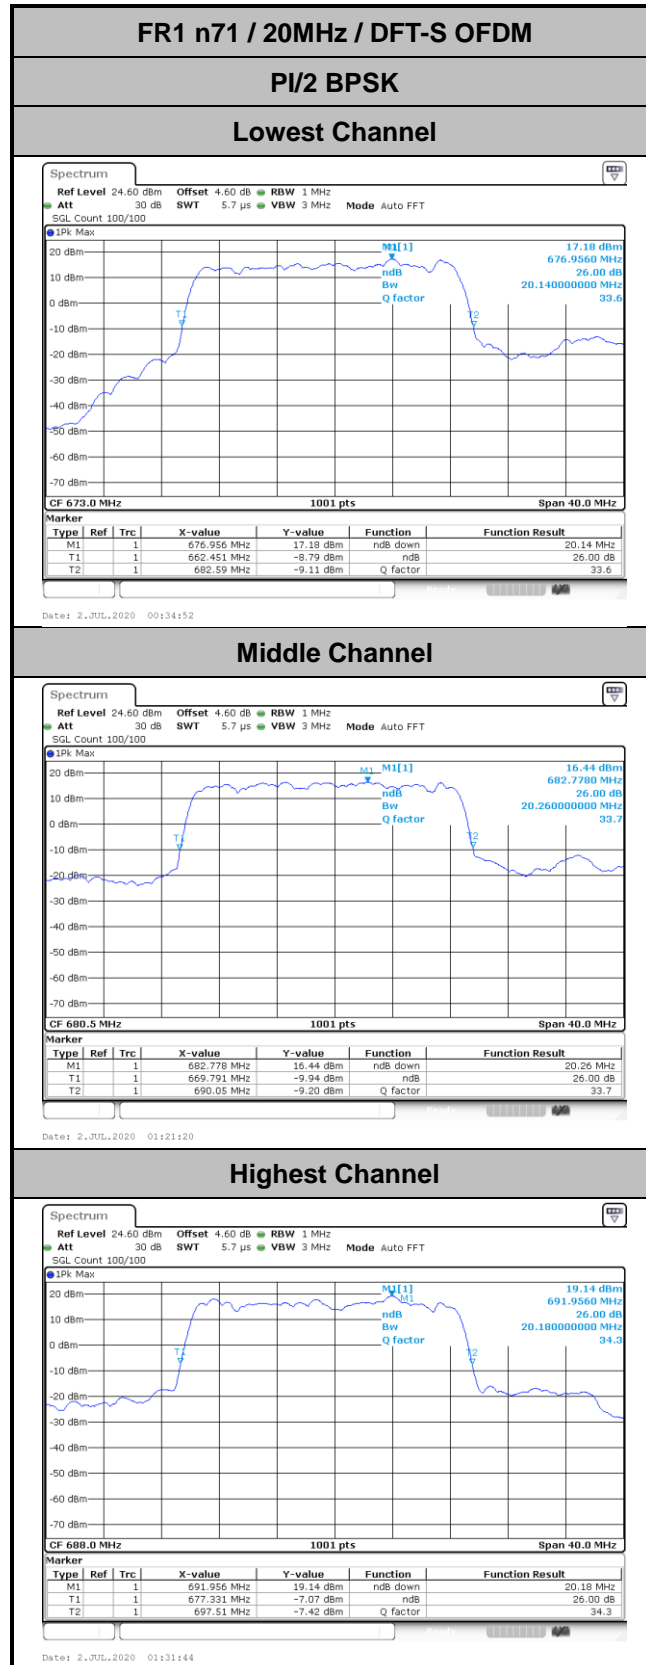 FR1 n71 / 20MHz / DFT-S OFDM
PI/2 BPSK
Lowest Channel
Spectrum
Ref Level 24.60 dBm Offset 4.60 dB RBW 1 MHz
Att 30 dB SWT 5.7 µs VBW 3 MHz Mode Auto FFT
SGL Count 100/100
1Pk Max
M1[1] 17.18 dBm
676.9560 MHz
ndB 26.00 dB
Bw 20.140000000 MHz
Q factor 33.6
20 dBm
10 dBm
0 dBm
T1
T2
-10 dBm
-20 dBm
-30 dBm
-40 dBm
-50 dBm
-60 dBm
-70 dBm
CF 673.0 MHz 1001 pts Span 40.0 MHz
Marker
Type Ref Trc X-value Y-value Function Function Result
M1 1 676.956 MHz 17.18 dBm ndB down 20.14 MHz
T1 1 662.451 MHz -8.79 dBm ndB 26.00 dB
T2 1 682.59 MHz -9.11 dBm Q factor 33.6
Ready
Date: 2.JUL.2020 00:34:52
Middle Channel
Spectrum
Ref Level 24.60 dBm Offset 4.60 dB RBW 1 MHz
Att 30 dB SWT 5.7 µs VBW 3 MHz Mode Auto FFT
SGL Count 100/100
1Pk Max
M1 M1[1] 16.44 dBm
682.7780 MHz
ndB 26.00 dB
Bw 20.260000000 MHz
Q factor 33.7
20 dBm
10 dBm
0 dBm
T1
T2
-10 dBm
-20 dBm
-30 dBm
-40 dBm
-50 dBm
-60 dBm
-70 dBm
CF 680.5 MHz 1001 pts Span 40.0 MHz
Marker
Type Ref Trc X-value Y-value Function Function Result
M1 1 682.778 MHz 16.44 dBm ndB down 20.26 MHz
T1 1 669.791 MHz -9.94 dBm ndB 26.00 dB
T2 1 690.05 MHz -9.20 dBm Q factor 33.7
Ready
Date: 2.JUL.2020 01:21:20
Highest Channel
Spectrum
Ref Level 24.60 dBm Offset 4.60 dB RBW 1 MHz
Att 30 dB SWT 5.7 µs VBW 3 MHz Mode Auto FFT
SGL Count 100/100
1Pk Max
M1[1] 19.14 dBm
M1 691.9560 MHz
ndB 26.00 dB
Bw 20.180000000 MHz
Q factor 34.3
20 dBm
10 dBm
0 dBm
T1
T2
-10 dBm
-20 dBm
-30 dBm
-40 dBm
-50 dBm
-60 dBm
-70 dBm
CF 688.0 MHz 1001 pts Span 40.0 MHz
Marker
Type Ref Trc X-value Y-value Function Function Result
M1 1 691.956 MHz 19.14 dBm ndB down 20.18 MHz
T1 1 677.331 MHz -7.07 dBm ndB 26.00 dB
T2 1 697.51 MHz -7.42 dBm Q factor 34.3
Ready
Date: 2.JUL.2020 01:31:44